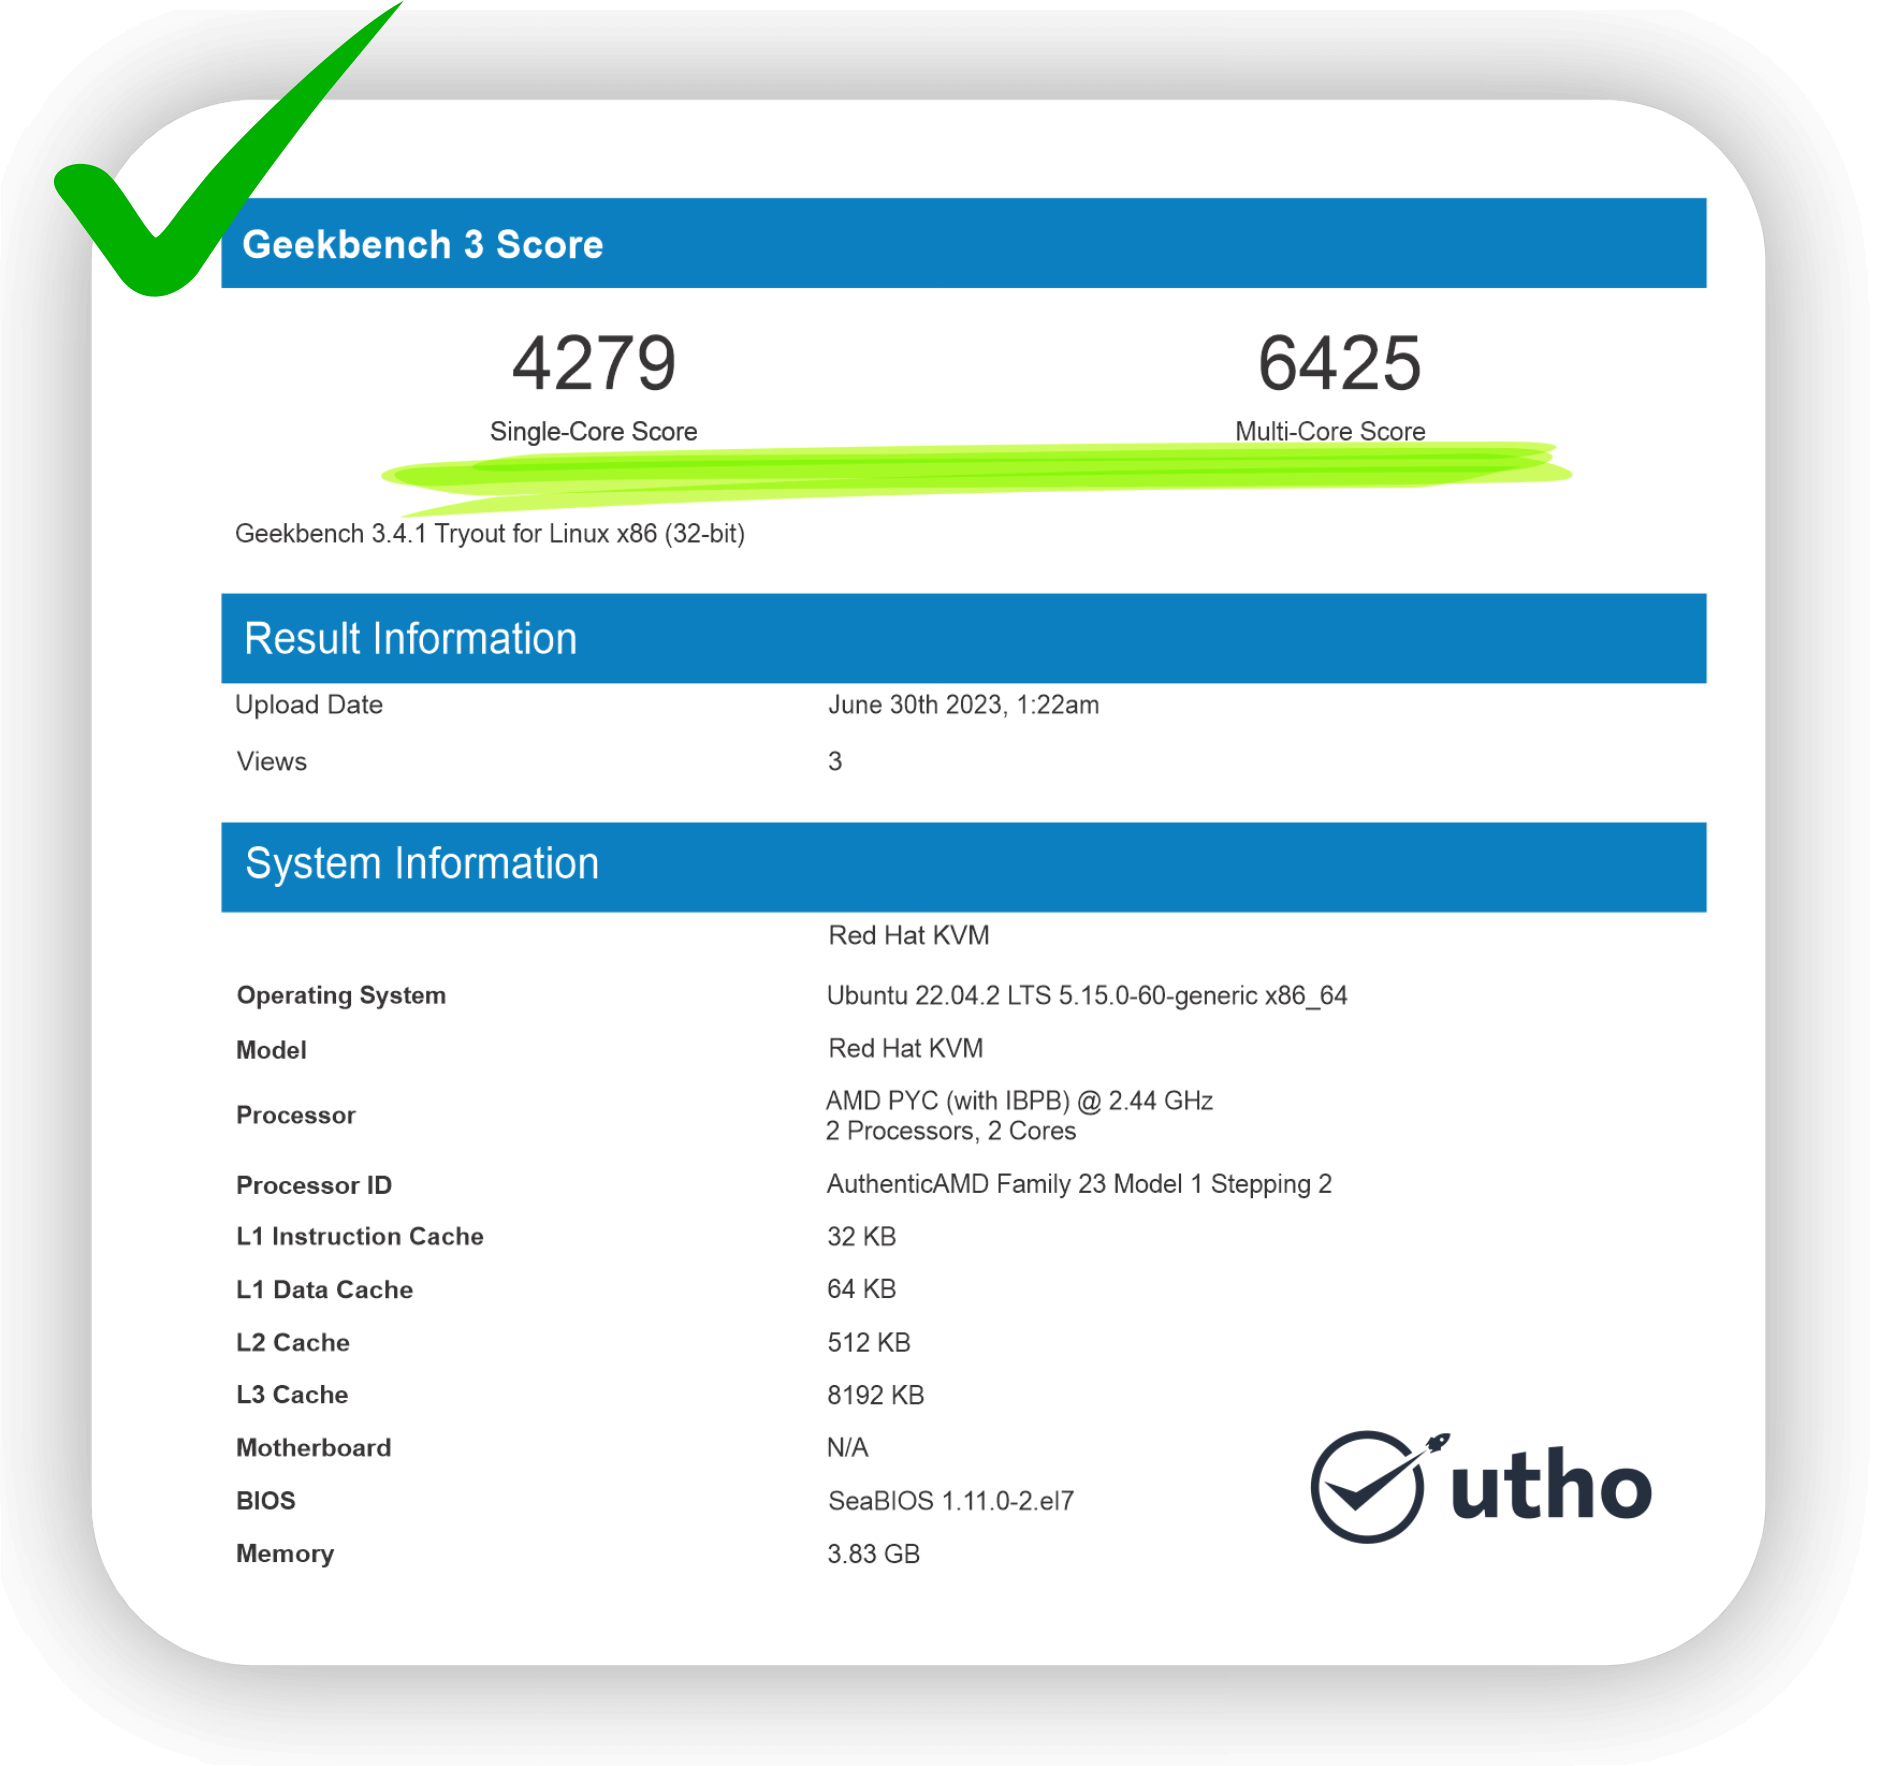 Geekbench 3 Score
4279 6425
Single-Core Score Multi-Core Score
Geekbench 3.4.1 Tryout for Linux x86 (32-bit)
Result Information
Upload Date June 30th 2023, 1:22am
Views 3
System Information
Red Hat KVM
Operating System Ubuntu 22.04.2 LTS 5.15.0-60-generic x86_64
Model Red Hat KVM
Processor AMD PYC (with IBPB) @ 2.44 GHz
2 Processors, 2 Cores
Processor ID AuthenticAMD Family 23 Model 1 Stepping 2
L1 Instruction Cache 32 KB
L1 Data Cache 64 KB
L2 Cache 512 KB
L3 Cache 8192 KB
Motherboard N/A
BIOS SeaBIOS 1.11.0-2.el7
Memory 3.83 GB
utho